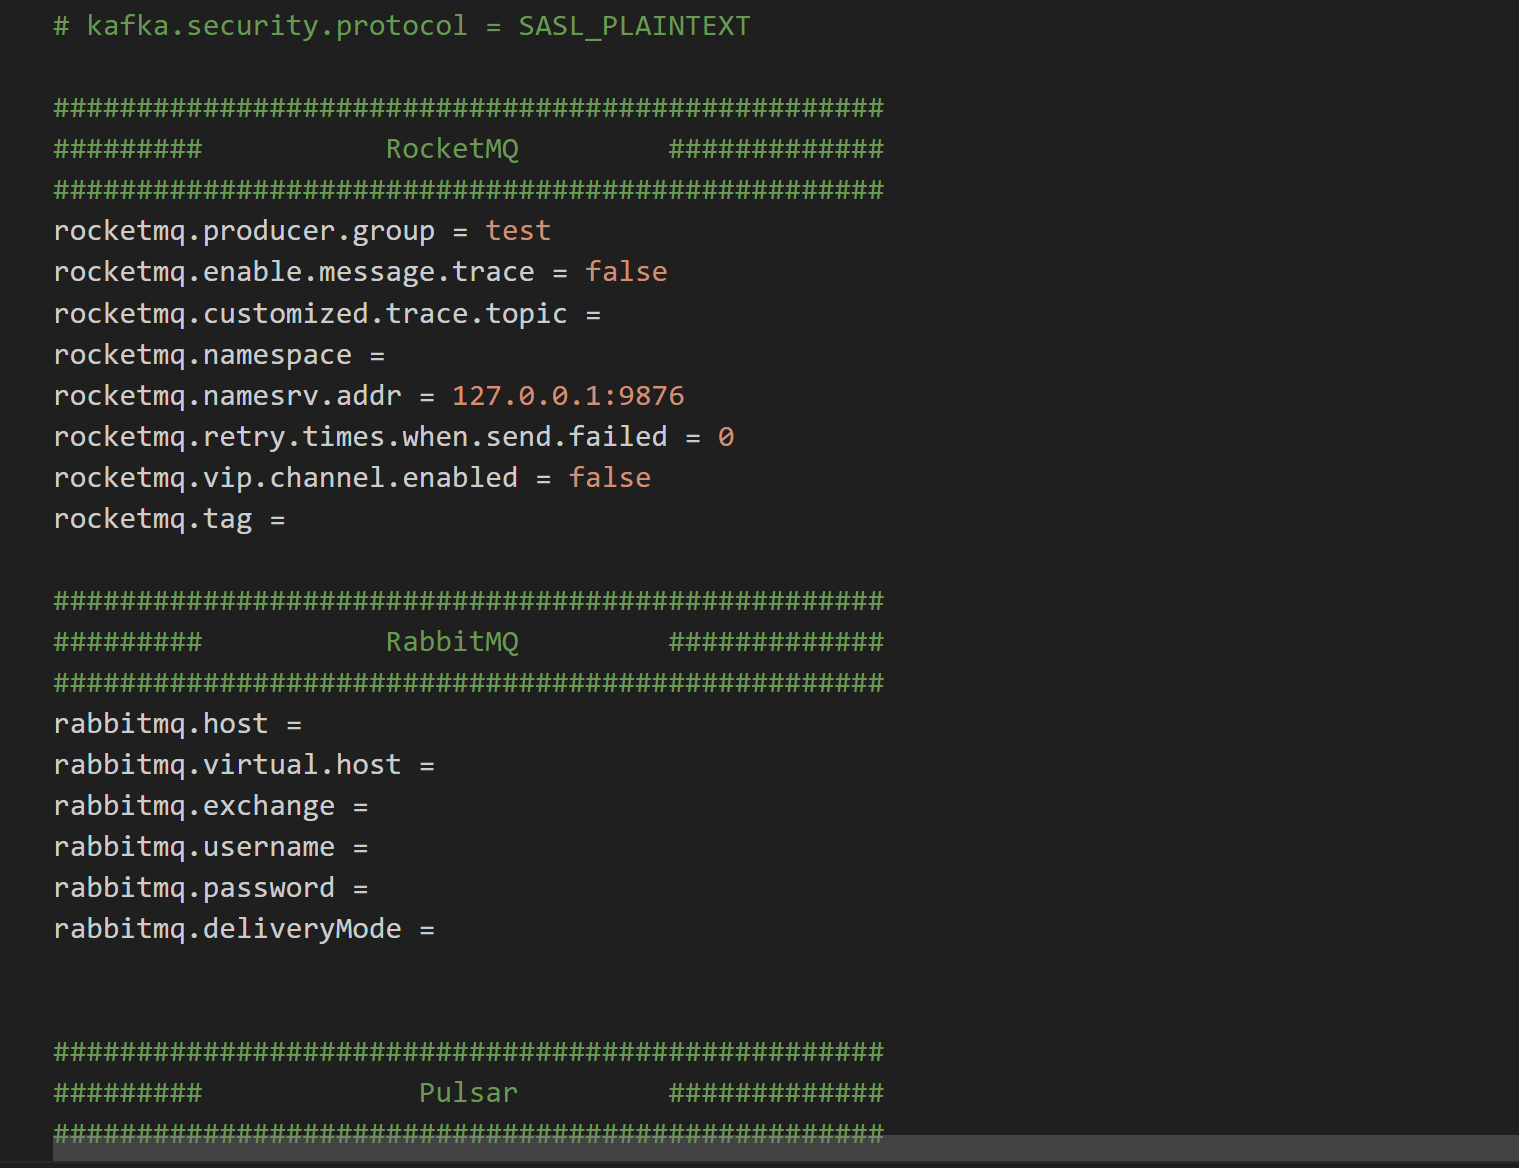 # kafka.security.protocol = SASL_PLAINTEXT
##################################################
#########           RocketMQ         #############
##################################################
rocketmq.producer.group = test
rocketmq.enable.message.trace = false
rocketmq.customized.trace.topic =
rocketmq.namespace =
rocketmq.namesrv.addr = 127.0.0.1:9876
rocketmq.retry.times.when.send.failed = 0
rocketmq.vip.channel.enabled = false
rocketmq.tag =
##################################################
#########           RabbitMQ         #############
##################################################
rabbitmq.host =
rabbitmq.virtual.host =
rabbitmq.exchange =
rabbitmq.username =
rabbitmq.password =
rabbitmq.deliveryMode =
##################################################
#########             Pulsar         #############
##################################################